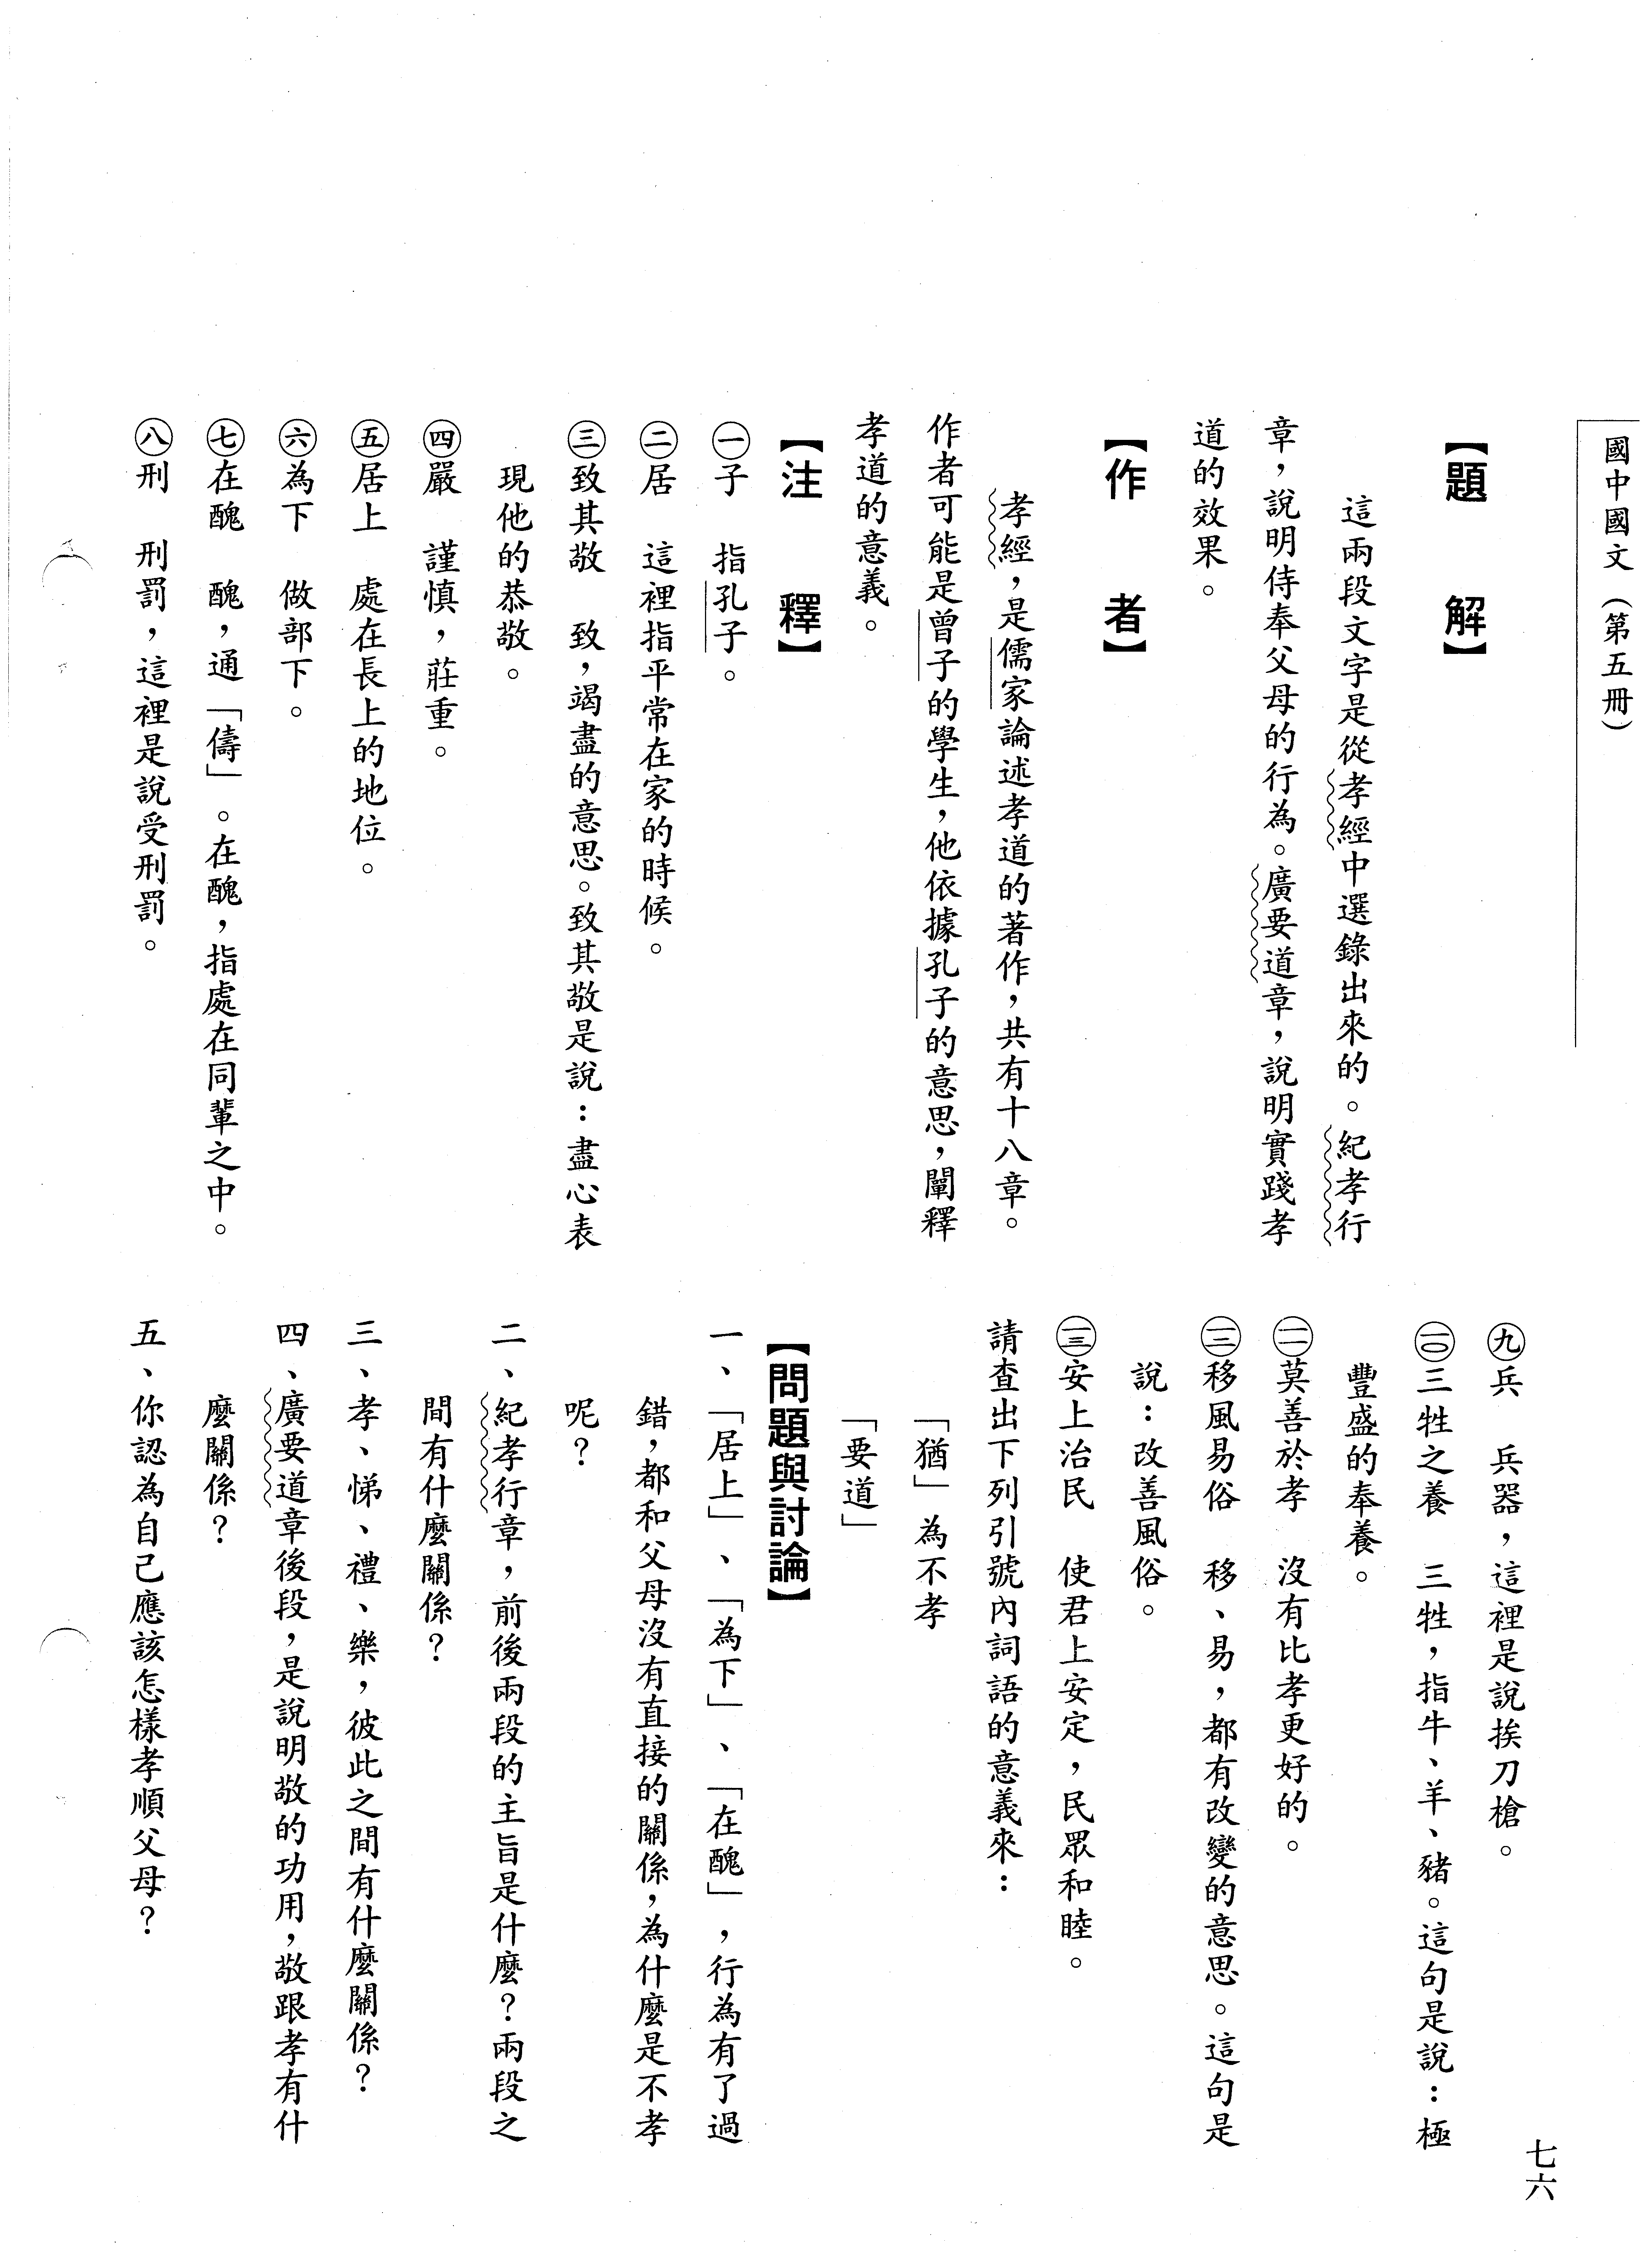 國中國文（第五冊）
七六
【題　解】
這兩段文字是從孝經中選錄出來的。紀孝行
章，說明侍奉父母的行為。廣要道章，說明實踐孝
道的效果。
【作　者】
孝經，是儒家論述孝道的著作，共有十八章。
作者可能是曾子的學生，他依據孔子的意思，闡釋
孝道的意義。
【注　釋】
㊀子　指孔子。
㊁居　這裡指平常在家的時候。
㊂致其敬　致，竭盡的意思。致其敬是說：盡心表
現他的恭敬。
㊃嚴　謹慎，莊重。
㊄居上　處在長上的地位。
㊅為下　做部下。
㊆在醜　醜，通「儔」。在醜，指處在同輩之中。
㊇刑　刑罰，這裡是說受刑罰。
㊈兵　兵器，這裡是說挨刀槍。
(一○)三牲之養　三牲，指牛、羊、豬。這句是說：極
豐盛的奉養。
(一一)莫善於孝　沒有比孝更好的。
(一二)移風易俗　移、易，都有改變的意思。這句是
說：改善風俗。
(一三)安上治民　使君上安定，民眾和睦。
請查出下列引號內詞語的意義來：
「猶」為不孝
「要道」
【問題與討論】
一、「居上」、「為下」、「在醜」，行為有了過
錯，都和父母沒有直接的關係，為什麼是不孝
呢？
二、紀孝行章，前後兩段的主旨是什麼？兩段之
間有什麼關係？
三、孝、悌、禮、樂，彼此之間有什麼關係？
四、廣要道章後段，是說明敬的功用，敬跟孝有什
麼關係？
五、你認為自己應該怎樣孝順父母？